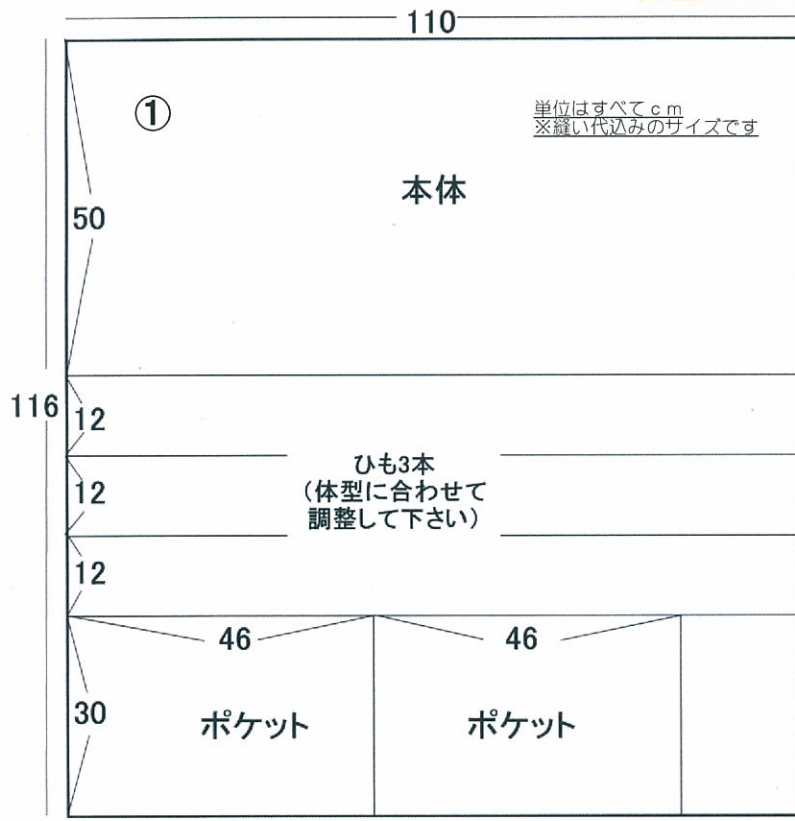 110
①
単位はすべてcm
※縫い代込みのサイズです
本体
50
116
12
ひも3本
12
(体型に合わせて
調整して下さい)
12
46
46
30
ポケット
ポケット